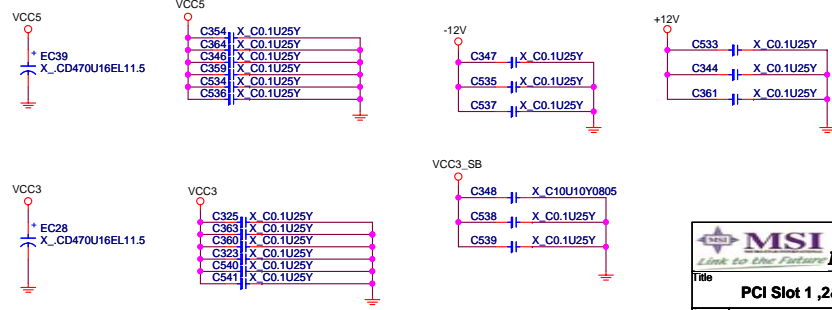 VCC5
+ EC39
X_.CD470U16EL11.5
VCC5
C354 X_C0.1U25Y
C364 X_C0.1U25Y
C346 X_C0.1U25Y
C359 X_C0.1U25Y
C534 X_C0.1U25Y
C536 X_C0.1U25Y
-12V
C347 X_C0.1U25Y
C535 X_C0.1U25Y
C537 X_C0.1U25Y
+12V
C533 X_C0.1U25Y
C344 X_C0.1U25Y
C361 X_C0.1U25Y
VCC3
+ EC28
X_.CD470U16EL11.5
VCC3
C325 X_C0.1U25Y
C363 X_C0.1U25Y
C360 X_C0.1U25Y
C323 X_C0.1U25Y
C540 X_C0.1U25Y
C541 X_C0.1U25Y
VCC3_SB
C348 X_C10U10Y0805
C538 X_C0.1U25Y
C539 X_C0.1U25Y
MSI MSI
Link to the Future
Title
PCI Slot 1 ,2